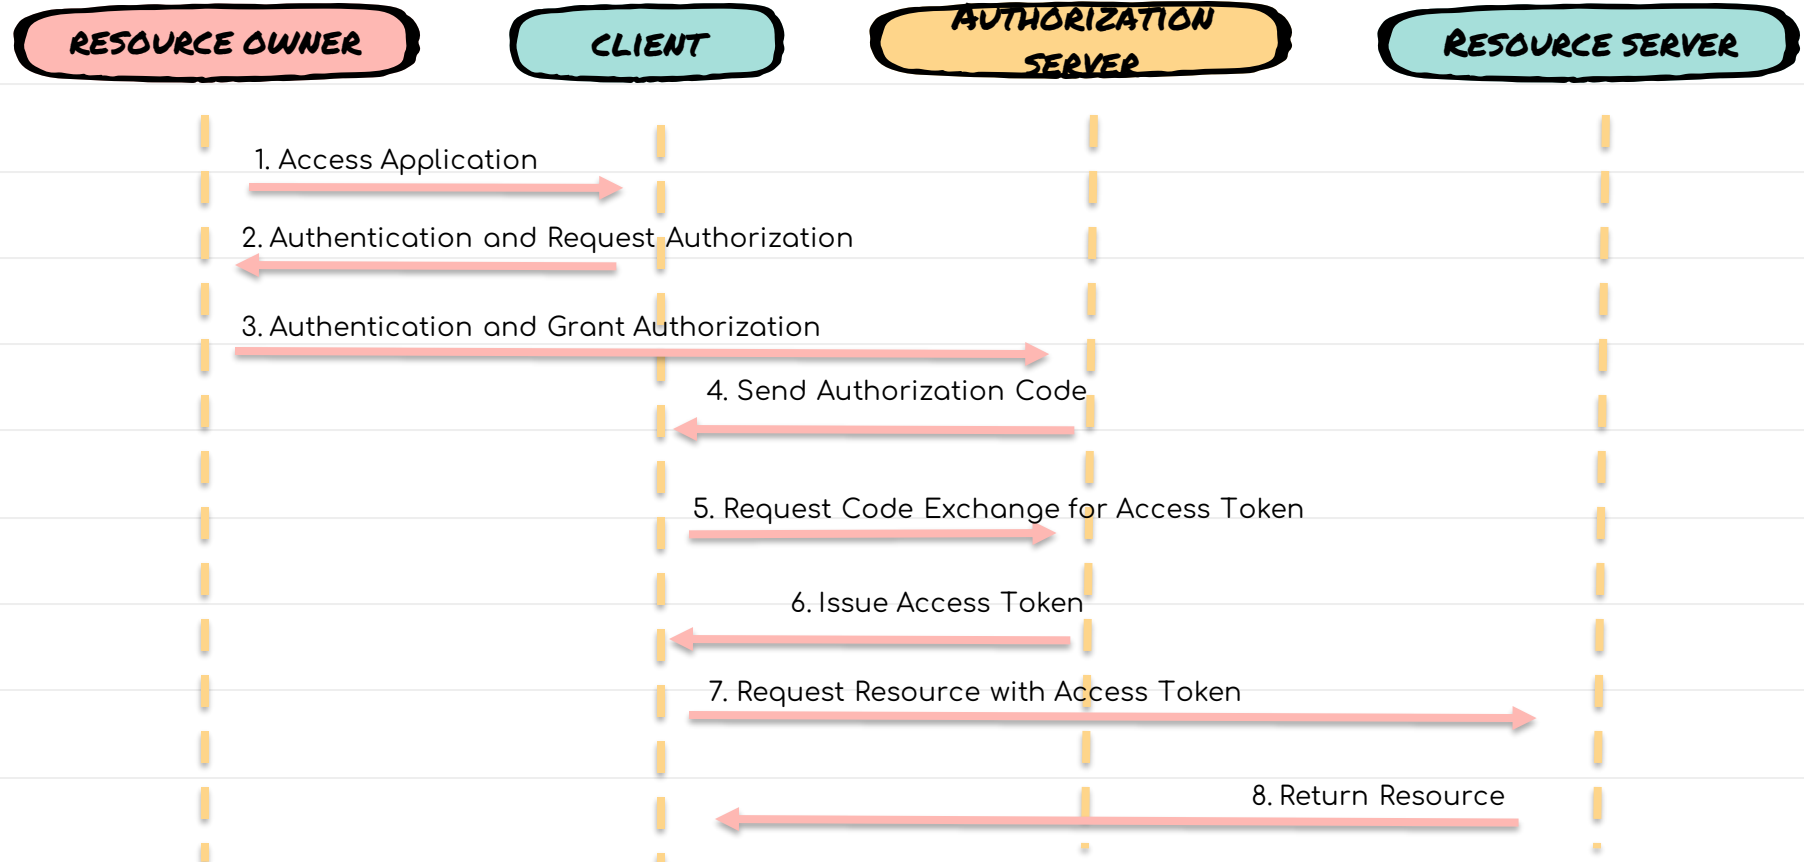 RESOURCE OWNER
CLIENT
AUTHORIZATION
SERVER
RESOURCE SERVER
1. Access Application
2. Authentication and Request Authorization
3. Authentication and Grant Authorization
4. Send Authorization Code
5. Request Code Exchange for Access Token
6. Issue Access Token
7. Request Resource with Access Token
8. Return Resource